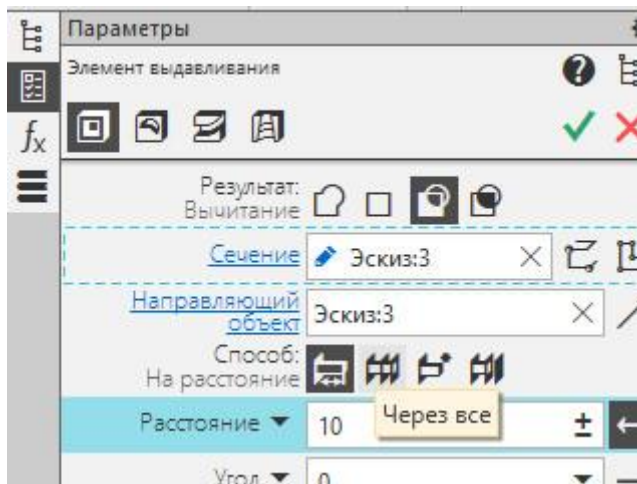 Параметры
Элемент выдавливания
fx
Результат:
Вычитание
Сечение Эскиз:3
Направляющий
объект Эскиз:3
Способ:
На расстояние
Через все
Расстояние 10
Угол 0